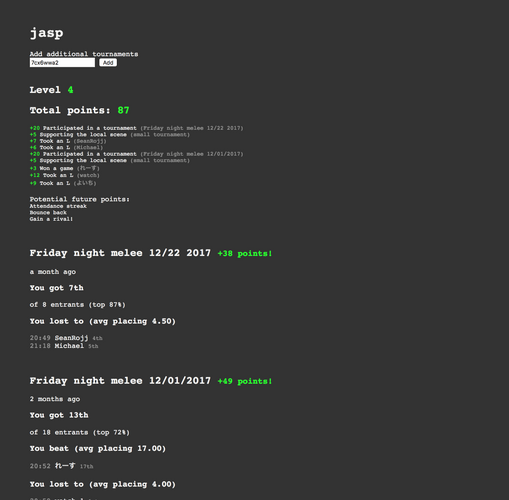 jasp
Add additional tournaments
7cx6wwa2 Add
Level 4
Total points: 87
+20 Participated in a tournament (Friday night melee 12/22 2017)
+5 Supporting the local scene (small tournament)
+7 Took an L (SeanRojj)
+6 Took an L (Michael)
+20 Participated in a tournament (Friday night melee 12/01/2017)
+5 Supporting the local scene (small tournament)
+3 Won a game (れーす)
+12 Took an L (watch)
+9 Took an L (よいち)
Potential future points:
Attendance streak
Bounce back
Gain a rival!
Friday night melee 12/22 2017 +38 points!
a month ago
You got 7th
of 8 entrants (top 87%)
You lost to (avg placing 4.50)
20:49 SeanRojj 4th
21:18 Michael 5th
Friday night melee 12/01/2017 +49 points!
2 months ago
You got 13th
of 18 entrants (top 72%)
You beat (avg placing 17.00)
20:52 れーす 17th
You lost to (avg placing 4.00)